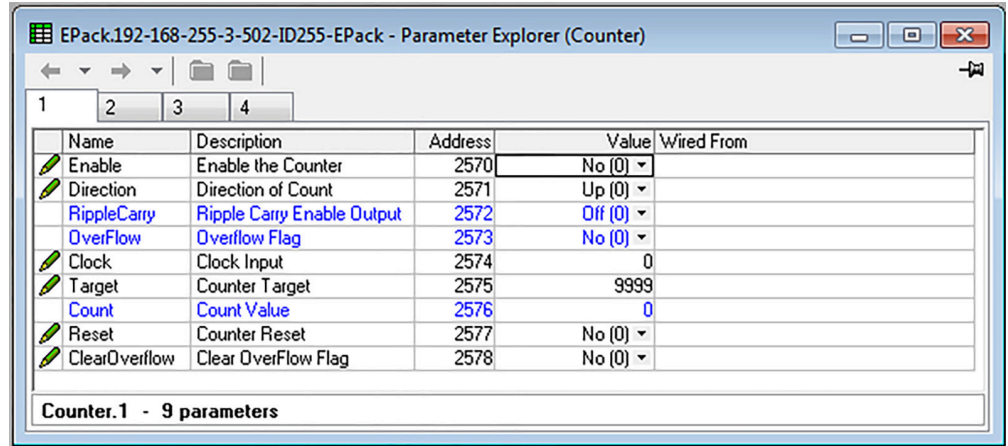 EPack.192-168-255-3-502-ID255-EPack - Parameter Explorer (Counter)
1 2 3 4
Name Description Address Value Wired From
Enable Enable the Counter 2570 No (0)
Direction Direction of Count 2571 Up (0)
RippleCarry Ripple Carry Enable Output 2572 Off (0)
OverFlow Overflow Flag 2573 No (0)
Clock Clock Input 2574 0
Target Counter Target 2575 9999
Count Count Value 2576 0
Reset Counter Reset 2577 No (0)
ClearOverflow Clear OverFlow Flag 2578 No (0)
Counter.1 - 9 parameters